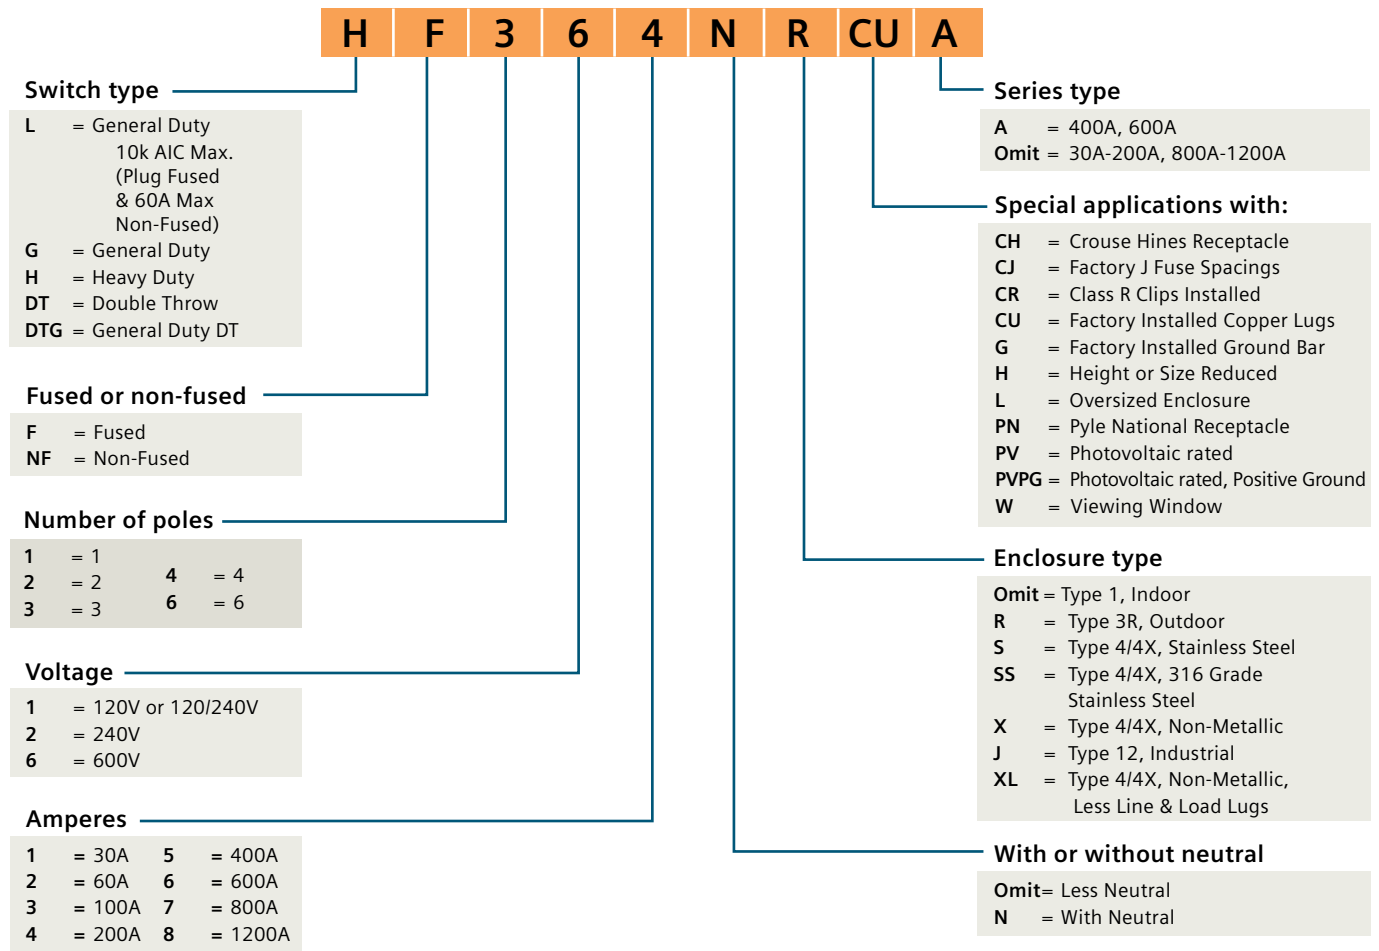 H F 3 6 4 N R CU A
Switch type
L = General Duty
10k AIC Max.
(Plug Fused
& 60A Max
Non-Fused)
G = General Duty
H = Heavy Duty
DT = Double Throw
DTG = General Duty DT
Fused or non-fused
F = Fused
NF = Non-Fused
Number of poles
1 = 1
2 = 2
3 = 3
4 = 4
6 = 6
Voltage
1 = 120V or 120/240V
2 = 240V
6 = 600V
Amperes
1 = 30A 5 = 400A
2 = 60A 6 = 600A
3 = 100A 7 = 800A
4 = 200A 8 = 1200A
Series type
A = 400A, 600A
Omit = 30A-200A, 800A-1200A
Special applications with:
CH = Crouse Hines Receptacle
CJ = Factory J Fuse Spacings
CR = Class R Clips Installed
CU = Factory Installed Copper Lugs
G = Factory Installed Ground Bar
H = Height or Size Reduced
L = Oversized Enclosure
PN = Pyle National Receptacle
PV = Photovoltaic rated
PVPG = Photovoltaic rated, Positive Ground
W = Viewing Window
Enclosure type
Omit = Type 1, Indoor
R = Type 3R, Outdoor
S = Type 4/4X, Stainless Steel
SS = Type 4/4X, 316 Grade
Stainless Steel
X = Type 4/4X, Non-Metallic
J = Type 12, Industrial
XL = Type 4/4X, Non-Metallic,
Less Line & Load Lugs
With or without neutral
Omit= Less Neutral
N = With Neutral